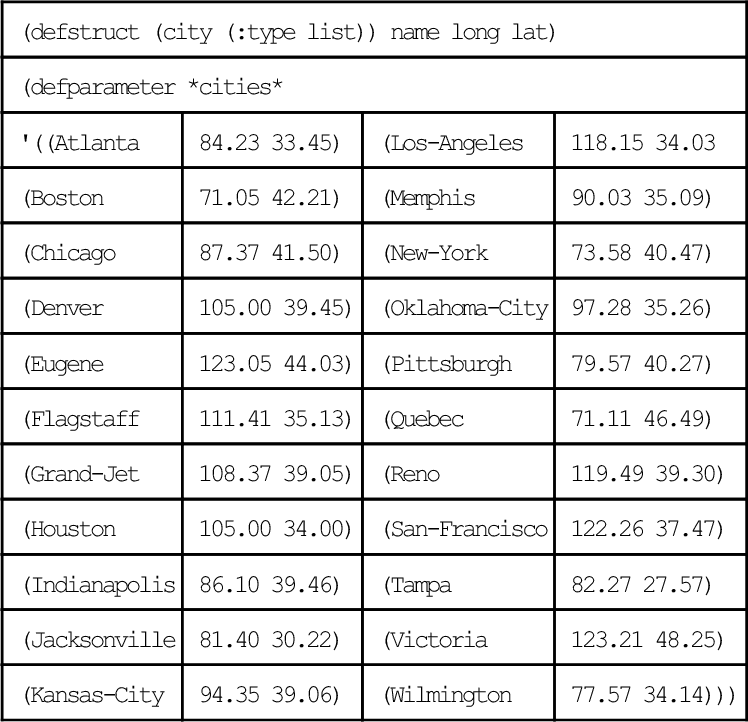 (defstruct (city (:type list)) name long lat)
(defparameter *cities*
'((Atlanta 84.23 33.45) (Los-Angeles 118.15 34.03
(Boston 71.05 42.21) (Memphis 90.03 35.09)
(Chicago 87.37 41.50) (New-York 73.58 40.47)
(Denver 105.00 39.45) (Oklahoma-City 97.28 35.26)
(Eugene 123.05 44.03) (Pittsburgh 79.57 40.27)
(Flagstaff 111.41 35.13) (Quebec 71.11 46.49)
(Grand-Jet 108.37 39.05) (Reno 119.49 39.30)
(Houston 105.00 34.00) (San-Francisco 122.26 37.47)
(Indianapolis 86.10 39.46) (Tampa 82.27 27.57)
(Jacksonville 81.40 30.22) (Victoria 123.21 48.25)
(Kansas-City 94.35 39.06) (Wilmington 77.57 34.14)))